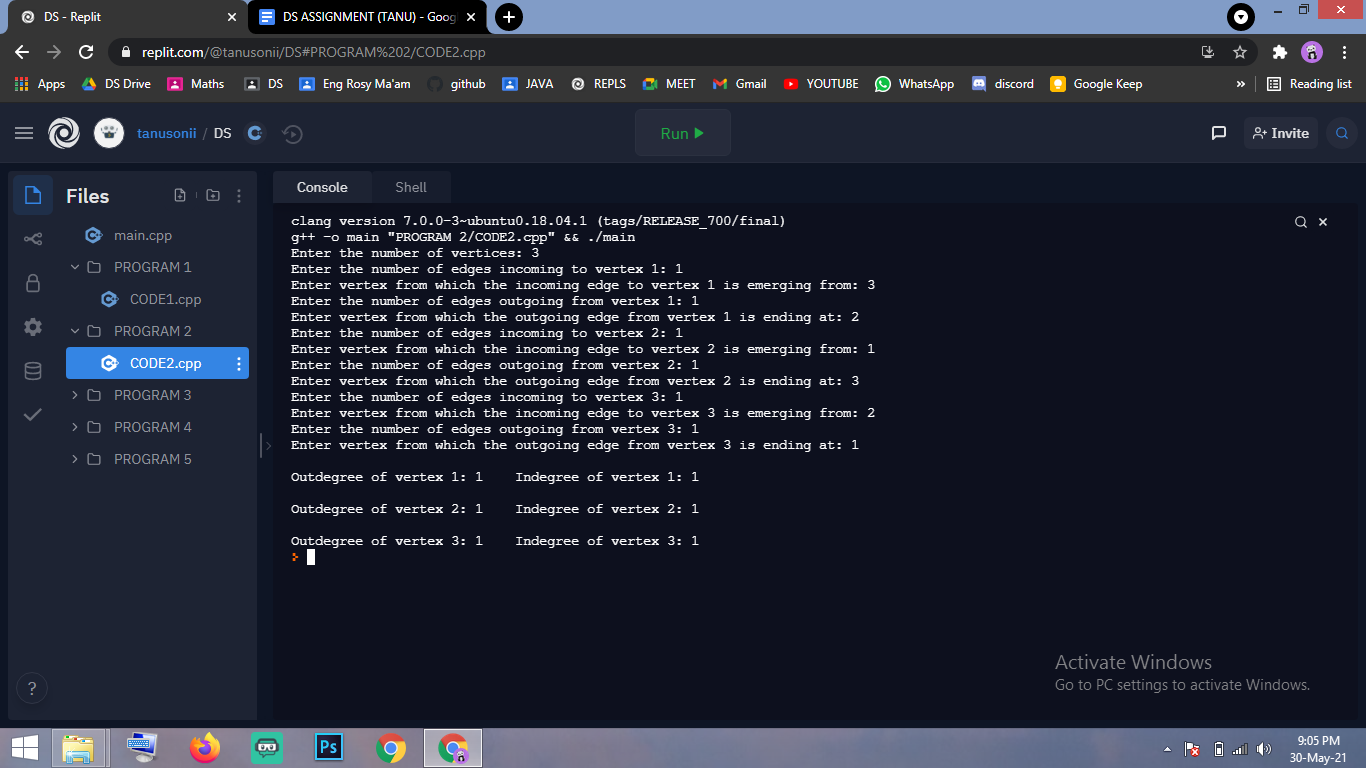 DS - Replit
DS ASSIGNMENT (TANU) - Goog
replit.com/@tanusonii/DS#PROGRAM%202/CODE2.cpp
Apps DS Drive Maths DS Eng Rosy Ma'am github JAVA REPLS MEET Gmail YOUTUBE WhatsApp discord Google Keep » Reading list
tanusonii / DS
Run
Invite
Files
main.cpp
PROGRAM 1
CODE1.cpp
PROGRAM 2
CODE2.cpp
PROGRAM 3
PROGRAM 4
PROGRAM 5
?
Console Shell
clang version 7.0.0-3~ubuntu0.18.04.1 (tags/RELEASE_700/final)
g++ -o main "PROGRAM 2/CODE2.cpp" && ./main
Enter the number of vertices: 3
Enter the number of edges incoming to vertex 1: 1
Enter vertex from which the incoming edge to vertex 1 is emerging from: 3
Enter the number of edges outgoing from vertex 1: 1
Enter vertex from which the outgoing edge from vertex 1 is ending at: 2
Enter the number of edges incoming to vertex 2: 1
Enter vertex from which the incoming edge to vertex 2 is emerging from: 1
Enter the number of edges outgoing from vertex 2: 1
Enter vertex from which the outgoing edge from vertex 2 is ending at: 3
Enter the number of edges incoming to vertex 3: 1
Enter vertex from which the incoming edge to vertex 3 is emerging from: 2
Enter the number of edges outgoing from vertex 3: 1
Enter vertex from which the outgoing edge from vertex 3 is ending at: 1
Outdegree of vertex 1: 1    Indegree of vertex 1: 1
Outdegree of vertex 2: 1    Indegree of vertex 2: 1
Outdegree of vertex 3: 1    Indegree of vertex 3: 1
Activate Windows
Go to PC settings to activate Windows.
Ps
9:05 PM
30-May-21